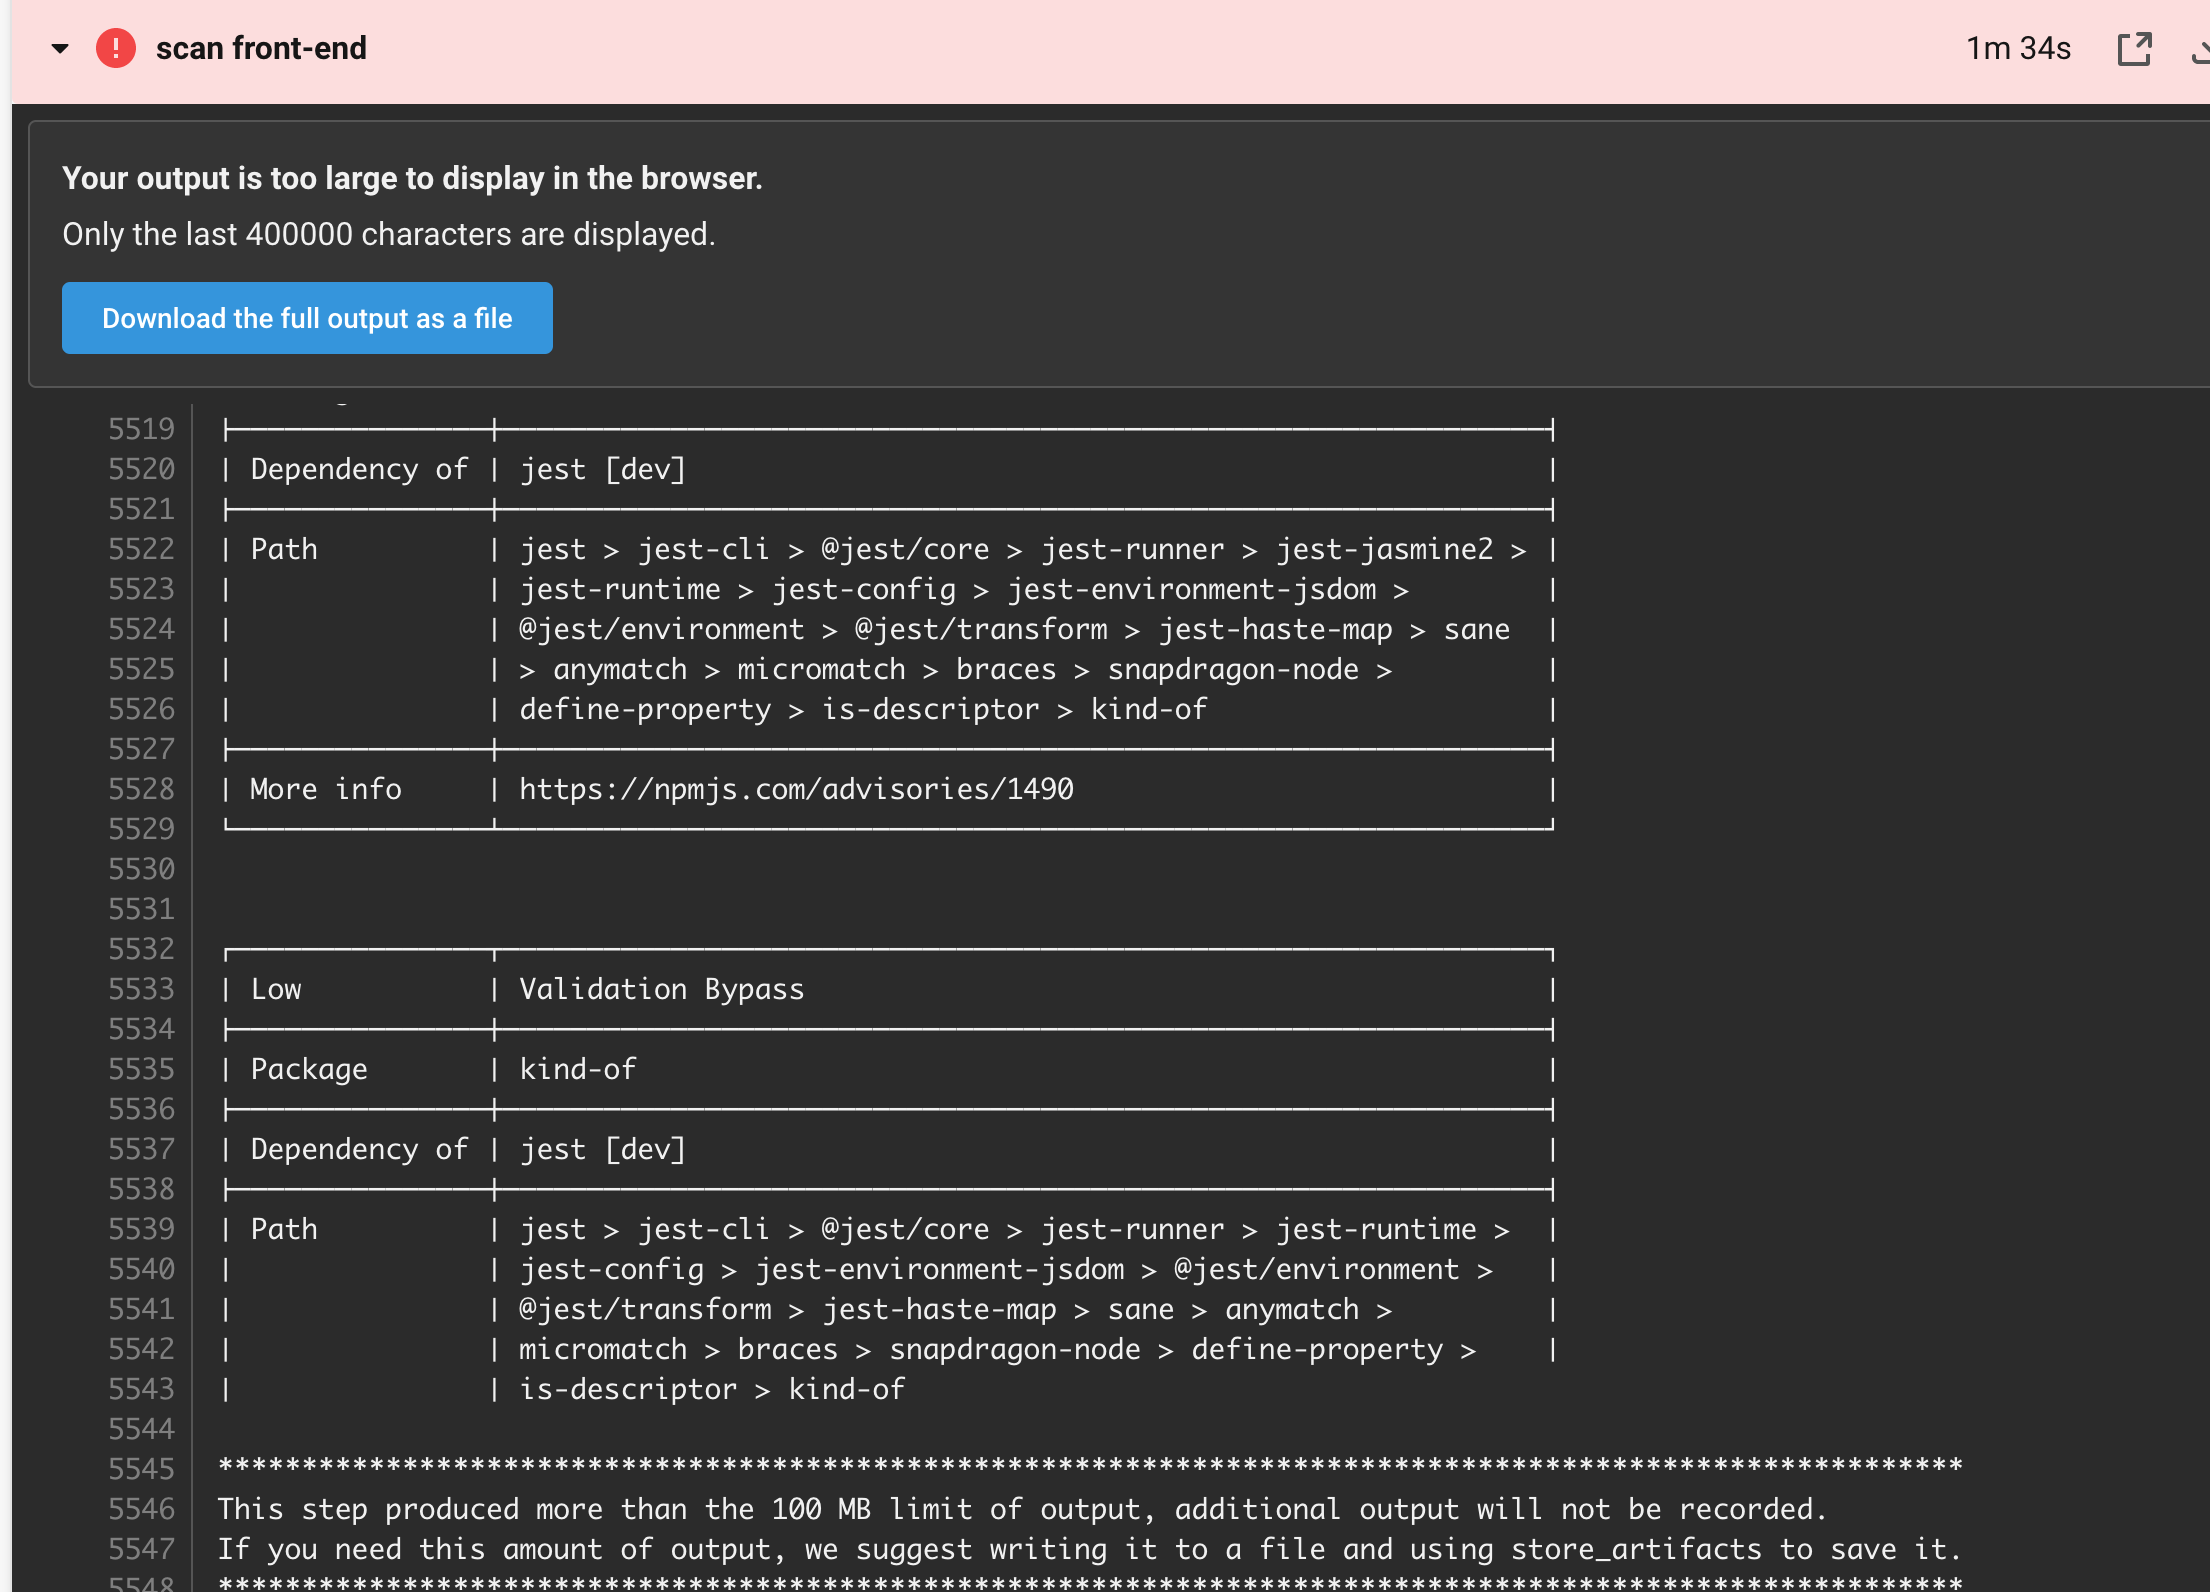 scan front-end
1m 34s
Your output is too large to display in the browser.
Only the last 400000 characters are displayed.
Download the full output as a file
5519
5520 | Dependency of | jest [dev] |
5521
5522 | Path | jest > jest-cli > @jest/core > jest-runner > jest-jasmine2 > |
5523 | | jest-runtime > jest-config > jest-environment-jsdom > |
5524 | | @jest/environment > @jest/transform > jest-haste-map > sane |
5525 | | > anymatch > micromatch > braces > snapdragon-node > |
5526 | | define-property > is-descriptor > kind-of |
5527
5528 | More info | https://npmjs.com/advisories/1490 |
5529
5530
5531
5532
5533 | Low | Validation Bypass |
5534
5535 | Package | kind-of |
5536
5537 | Dependency of | jest [dev] |
5538
5539 | Path | jest > jest-cli > @jest/core > jest-runner > jest-runtime > |
5540 | | jest-config > jest-environment-jsdom > @jest/environment > |
5541 | | @jest/transform > jest-haste-map > sane > anymatch > |
5542 | | micromatch > braces > snapdragon-node > define-property > |
5543 | | is-descriptor > kind-of
5544
5545 ********************************************************************************************************
5546 This step produced more than the 100 MB limit of output, additional output will not be recorded.
5547 If you need this amount of output, we suggest writing it to a file and using store_artifacts to save it.
5548 ********************************************************************************************************